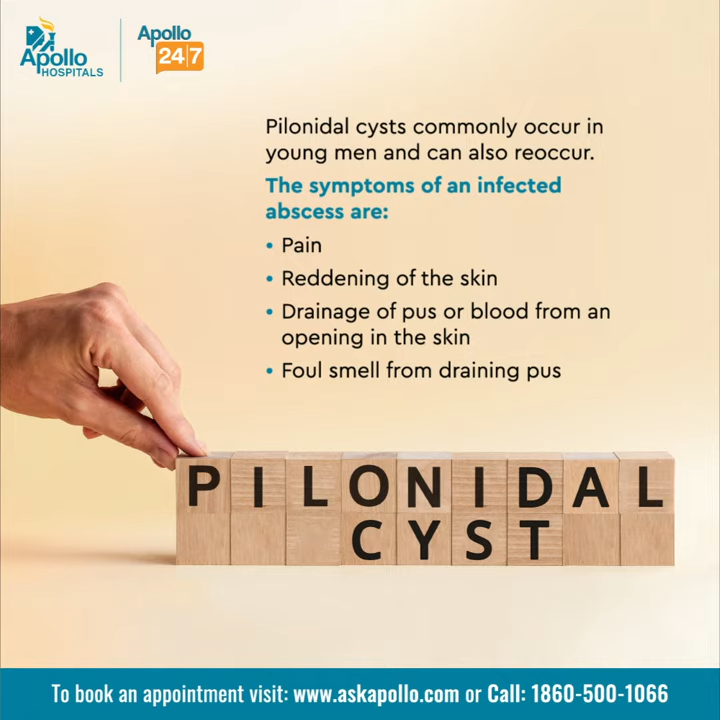 Apollo
HOSPITALS
Apollo
24|7
Pilonidal cysts commonly occur in
young men and can also reoccur.
The symptoms of an infected
abscess are:
• Pain
• Reddening of the skin
• Drainage of pus or blood from an
opening in the skin
• Foul smell from draining pus
PILONIDAL
CYST
To book an appointment visit: www.askapollo.com or Call: 1860-500-1066